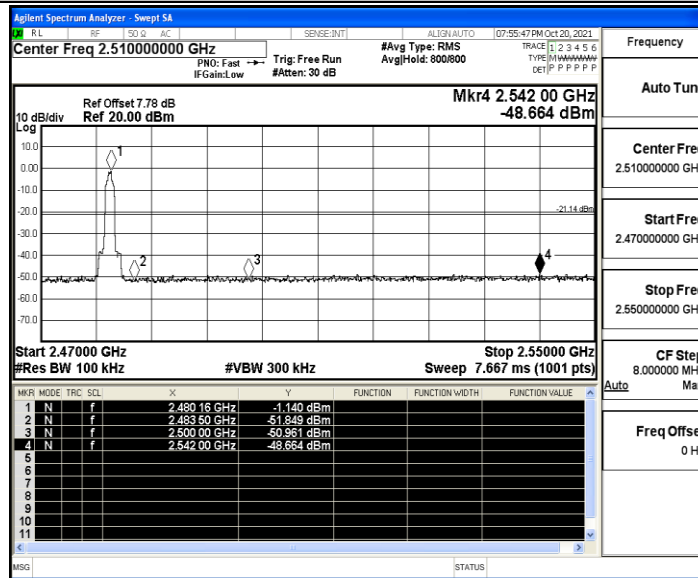 Agilent Spectrum Analyzer - Swept SA
RL RF 50 Ω AC SENSE:INT ALIGNAUTO 07:55:47 PM Oct 20, 2021
Center Freq 2.510000000 GHz
PNO: Fast Trig: Free Run
IFGain:Low #Atten: 30 dB
#Avg Type: RMS
Avg|Hold: 800/800
TRACE 1 2 3 4 5 6
TYPE M
DET P P P P P P
Ref Offset 7.78 dB
10 dB/div Ref 20.00 dBm
Log
Mkr4 2.542 00 GHz
-48.664 dBm
10.0
0.00
-10.0
-20.0
-30.0
-40.0
-50.0
-60.0
-70.0
1
2
3
4
-21.14 dBm
Start 2.47000 GHz Stop 2.55000 GHz
#Res BW 100 kHz #VBW 300 kHz Sweep 7.667 ms (1001 pts)
MKR MODE TRC SCL X Y FUNCTION FUNCTION WIDTH FUNCTION VALUE
1 N f 2.480 16 GHz -1.140 dBm
2 N f 2.483 50 GHz -51.849 dBm
3 N f 2.500 00 GHz -50.961 dBm
4 N f 2.542 00 GHz -48.664 dBm
5
6
7
8
9
10
11
MSG STATUS
Frequency
Auto Tun
Center Fre
2.510000000 GH
Start Fre
2.470000000 GH
Stop Fre
2.550000000 GH
CF Step
8.000000 MH
Auto Ma
Freq Offse
0 H